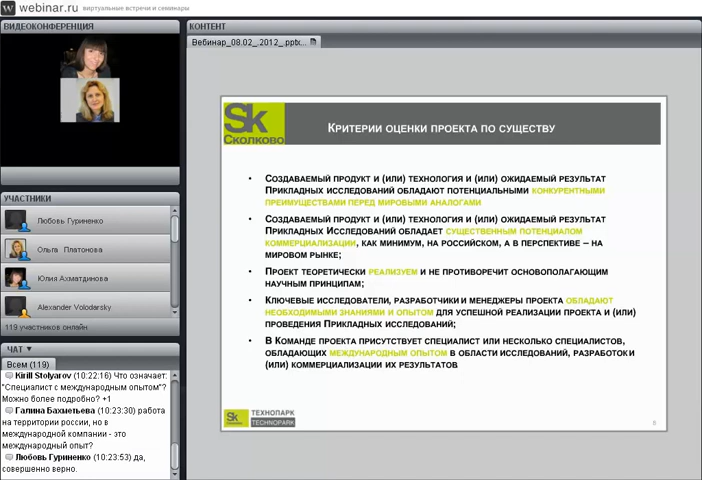 webinar.ru виртуальные встречи и семинары
ВИДЕОКОНФЕРЕНЦИЯ
УЧАСТНИКИ
Любовь Гуриненко
Ольга Платонова
Юлия Ахматдинова
Alexander Volodarsky
119 участников онлайн
ЧАТ
Всем (119)
Kirill Stolyarov (10:22:16) Что означает:
"Специалист с международным опытом"?
Можно более подробно? +1
Галина Бахметьева (10:23:30) работа
на территории россии, но в
международной компании - это
международный опыт?
Любовь Гуриненко (10:23:53) да,
совершенно верно.
КОНТЕНТ
Вебинар_08.02_.2012_.pptx...
Sk
Сколково
КРИТЕРИИ ОЦЕНКИ ПРОЕКТА ПО СУЩЕСТВУ
• СОЗДАВАЕМЫЙ ПРОДУКТ И (ИЛИ) ТЕХНОЛОГИЯ И (ИЛИ) ОЖИДАЕМЫЙ РЕЗУЛЬТАТ
ПРИКЛАДНЫХ ИССЛЕДОВАНИЙ ОБЛАДАЮТ ПОТЕНЦИАЛЬНЫМИ КОНКУРЕНТНЫМИ
ПРЕИМУЩЕСТВАМИ ПЕРЕД МИРОВЫМИ АНАЛОГАМИ
• СОЗДАВАЕМЫЙ ПРОДУКТ И (ИЛИ) ТЕХНОЛОГИЯ И (ИЛИ) ОЖИДАЕМЫЙ РЕЗУЛЬТАТ
ПРИКЛАДНЫХ ИССЛЕДОВАНИЙ ОБЛАДАЕТ СУЩЕСТВЕННЫМ ПОТЕНЦИАЛОМ
КОММЕРЦИАЛИЗАЦИИ, КАК МИНИМУМ, НА РОССИЙСКОМ, А В ПЕРСПЕКТИВЕ – НА
МИРОВОМ РЫНКЕ;
• ПРОЕКТ ТЕОРЕТИЧЕСКИ РЕАЛИЗУЕМ И НЕ ПРОТИВОРЕЧИТ ОСНОВОПОЛАГАЮЩИМ
НАУЧНЫМ ПРИНЦИПАМ;
• КЛЮЧЕВЫЕ ИССЛЕДОВАТЕЛИ, РАЗРАБОТЧИКИ И МЕНЕДЖЕРЫ ПРОЕКТА ОБЛАДАЮТ
НЕОБХОДИМЫМИ ЗНАНИЯМИ И ОПЫТОМ ДЛЯ УСПЕШНОЙ РЕАЛИЗАЦИИ ПРОЕКТА И (ИЛИ)
ПРОВЕДЕНИЯ ПРИКЛАДНЫХ ИССЛЕДОВАНИЙ;
• В КОМАНДЕ ПРОЕКТА ПРИСУТСТВУЕТ СПЕЦИАЛИСТ ИЛИ НЕСКОЛЬКО СПЕЦИАЛИСТОВ,
ОБЛАДАЮЩИХ МЕЖДУНАРОДНЫМ ОПЫТОМ В ОБЛАСТИ ИССЛЕДОВАНИЙ, РАЗРАБОТОК И
(ИЛИ) КОММЕРЦИАЛИЗАЦИИ ИХ РЕЗУЛЬТАТОВ
Sk
Сколково
ТЕХНОПАРК
TECHNOPARK
8